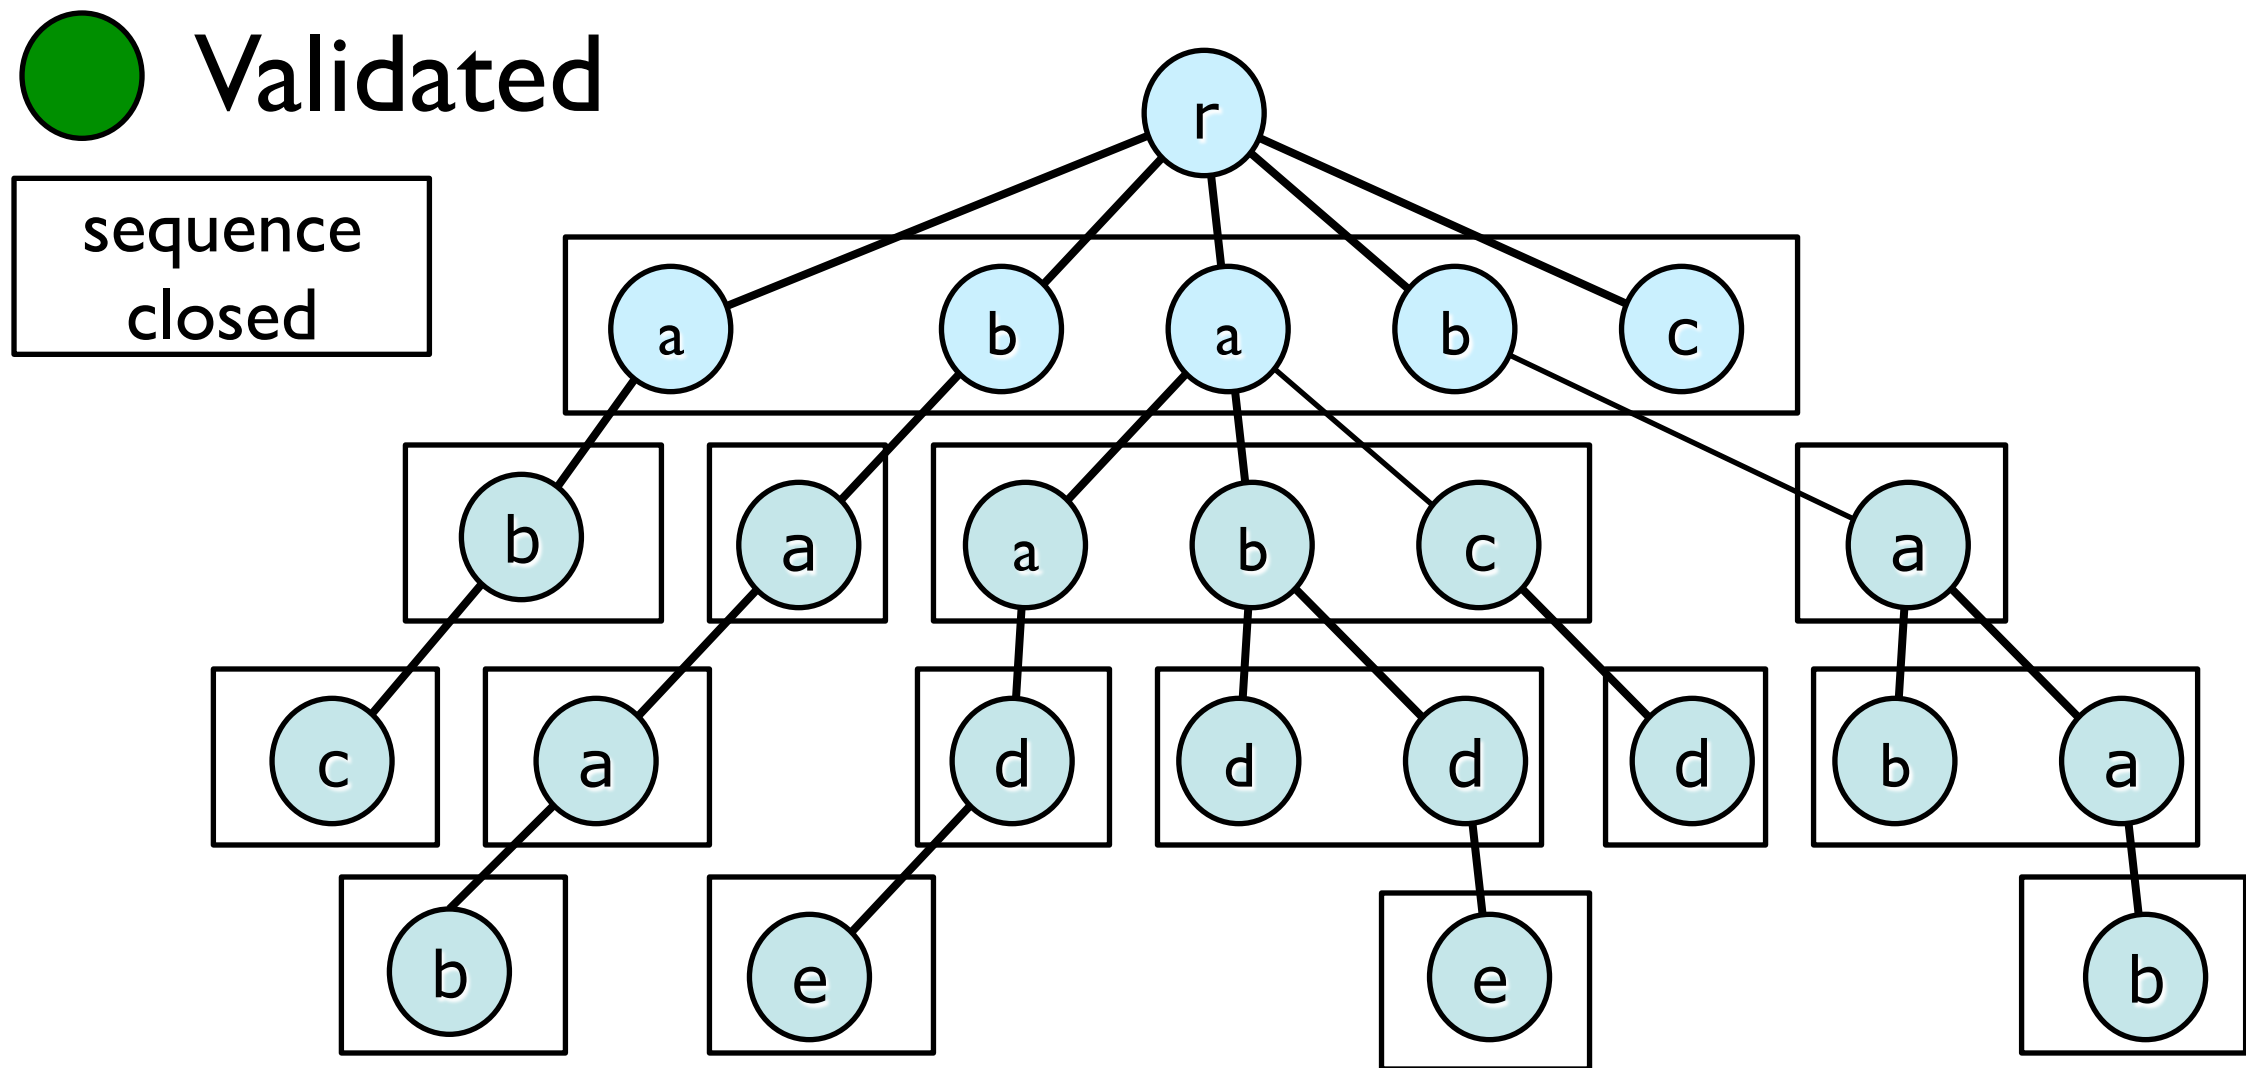 Validated
r
sequence
closed
a b a b c
b a a b c a
c a d d d d b a
b e e b